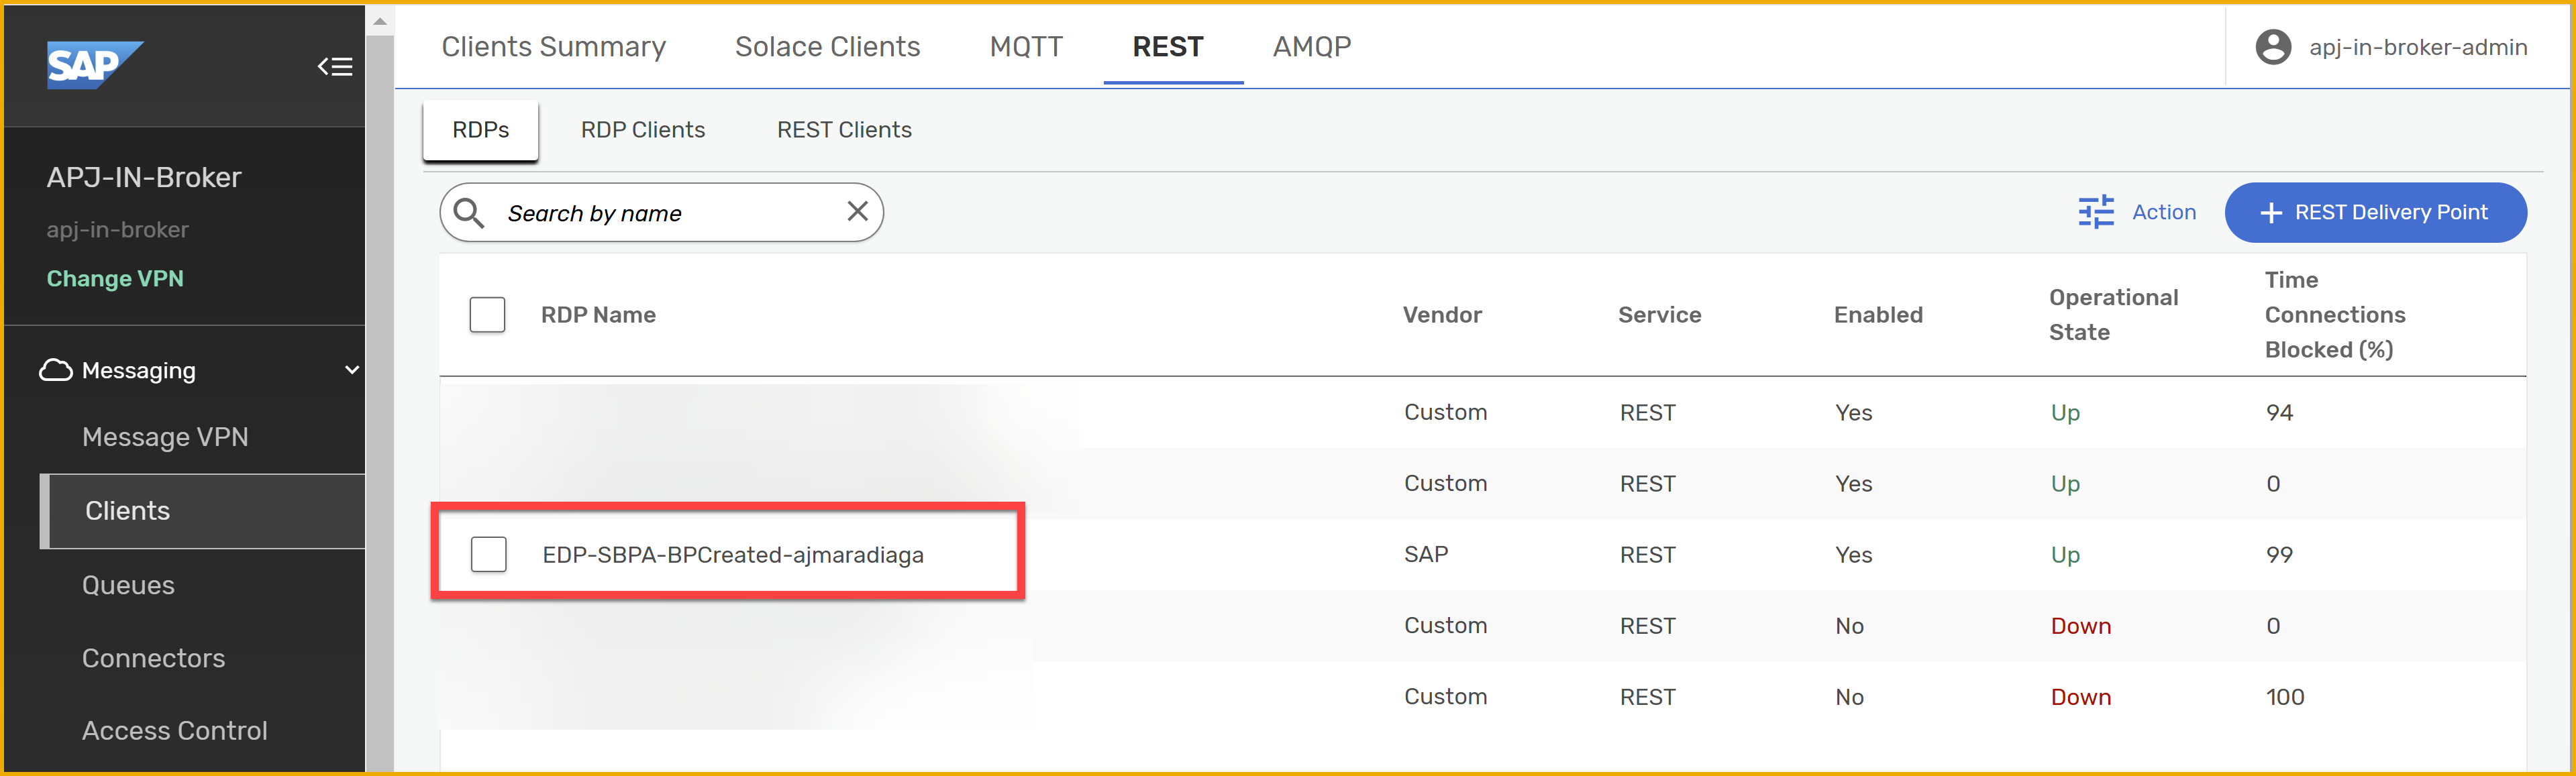 SAP
APJ-IN-Broker
apj-in-broker
Change VPN
Messaging
Message VPN
Clients
Queues
Connectors
Access Control
Clients Summary Solace Clients MQTT REST AMQP
apj-in-broker-admin
RDPs RDP Clients REST Clients
Search by name
Action
REST Delivery Point
RDP Name Vendor Service Enabled Operational State Time Connections Blocked (%)
Custom REST Yes Up 94
Custom REST Yes Up 0
EDP-SBPA-BPCreated-ajmaradiaga SAP REST Yes Up 99
Custom REST No Down 0
Custom REST No Down 100